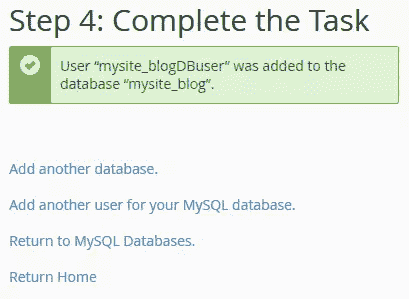 Step 4: Complete the Task
User “mysite_blogDBuser” was added to the
database “mysite_blog”.
Add another database.
Add another user for your MySQL database.
Return to MySQL Databases.
Return Home